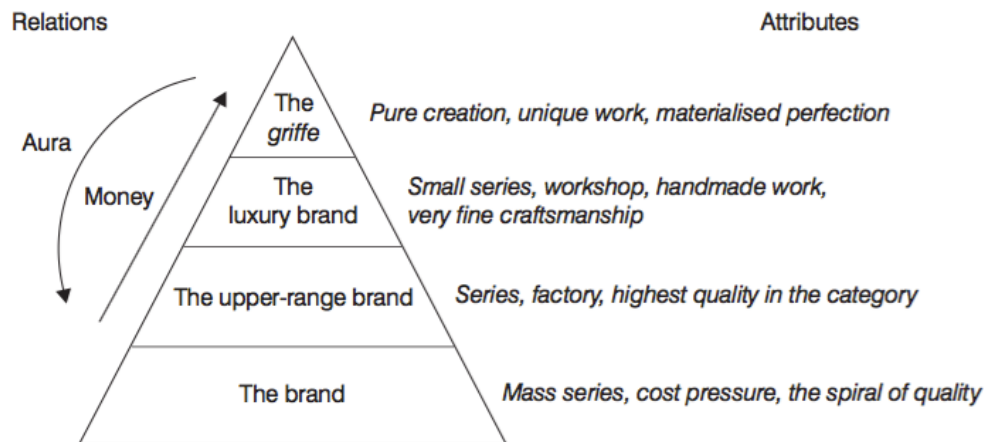 Relations
Attributes
The
griffe
Pure creation, unique work, materialised perfection
Aura
Money
The
luxury brand
Small series, workshop, handmade work,
very fine craftsmanship
The upper-range brand
Series, factory, highest quality in the category
The brand
Mass series, cost pressure, the spiral of quality